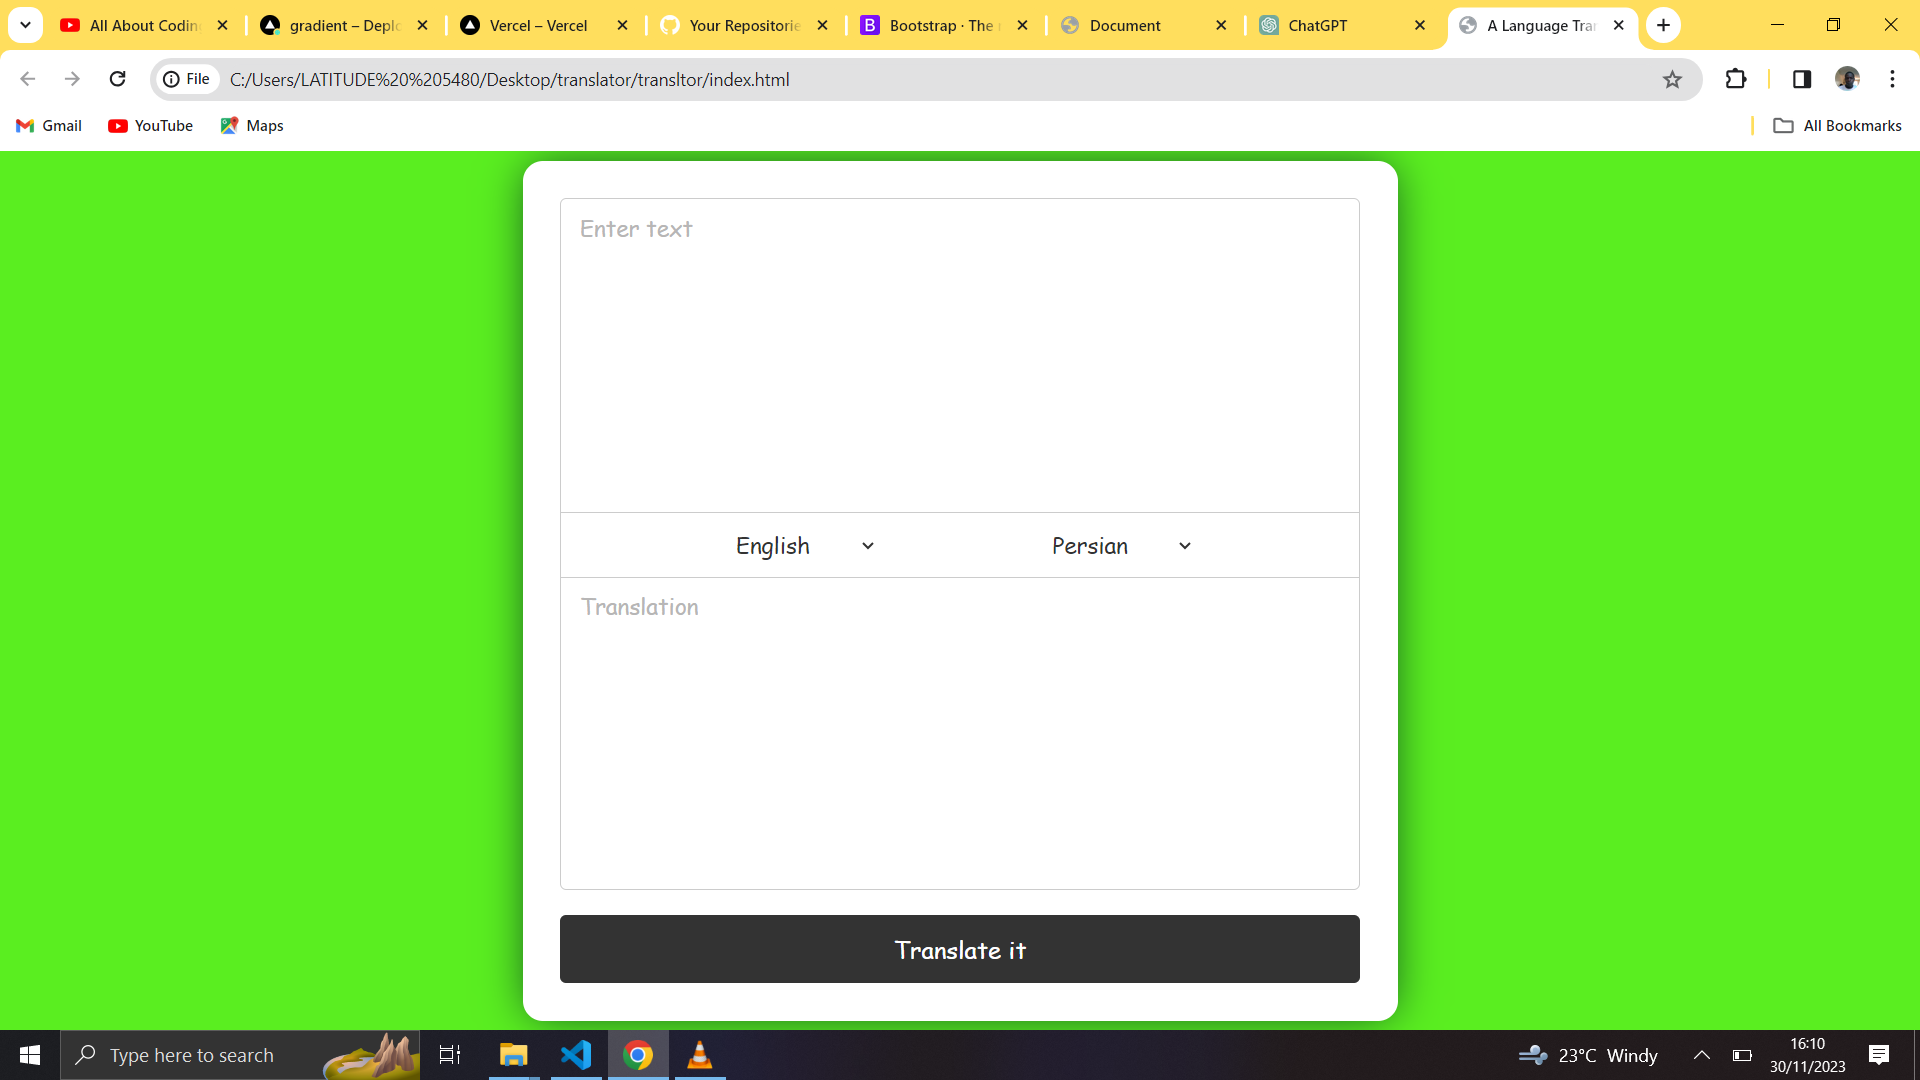 All About Coding
gradient – Deplo
Vercel – Vercel
Your Repositorie
Bootstrap · The
Document
ChatGPT
A Language Tran
File
C:/Users/LATITUDE%20%205480/Desktop/translator/transltor/index.html
Gmail
YouTube
Maps
All Bookmarks
Enter text
English
Persian
Translation
Translate it
Type here to search
23°C Windy
16:10
30/11/2023